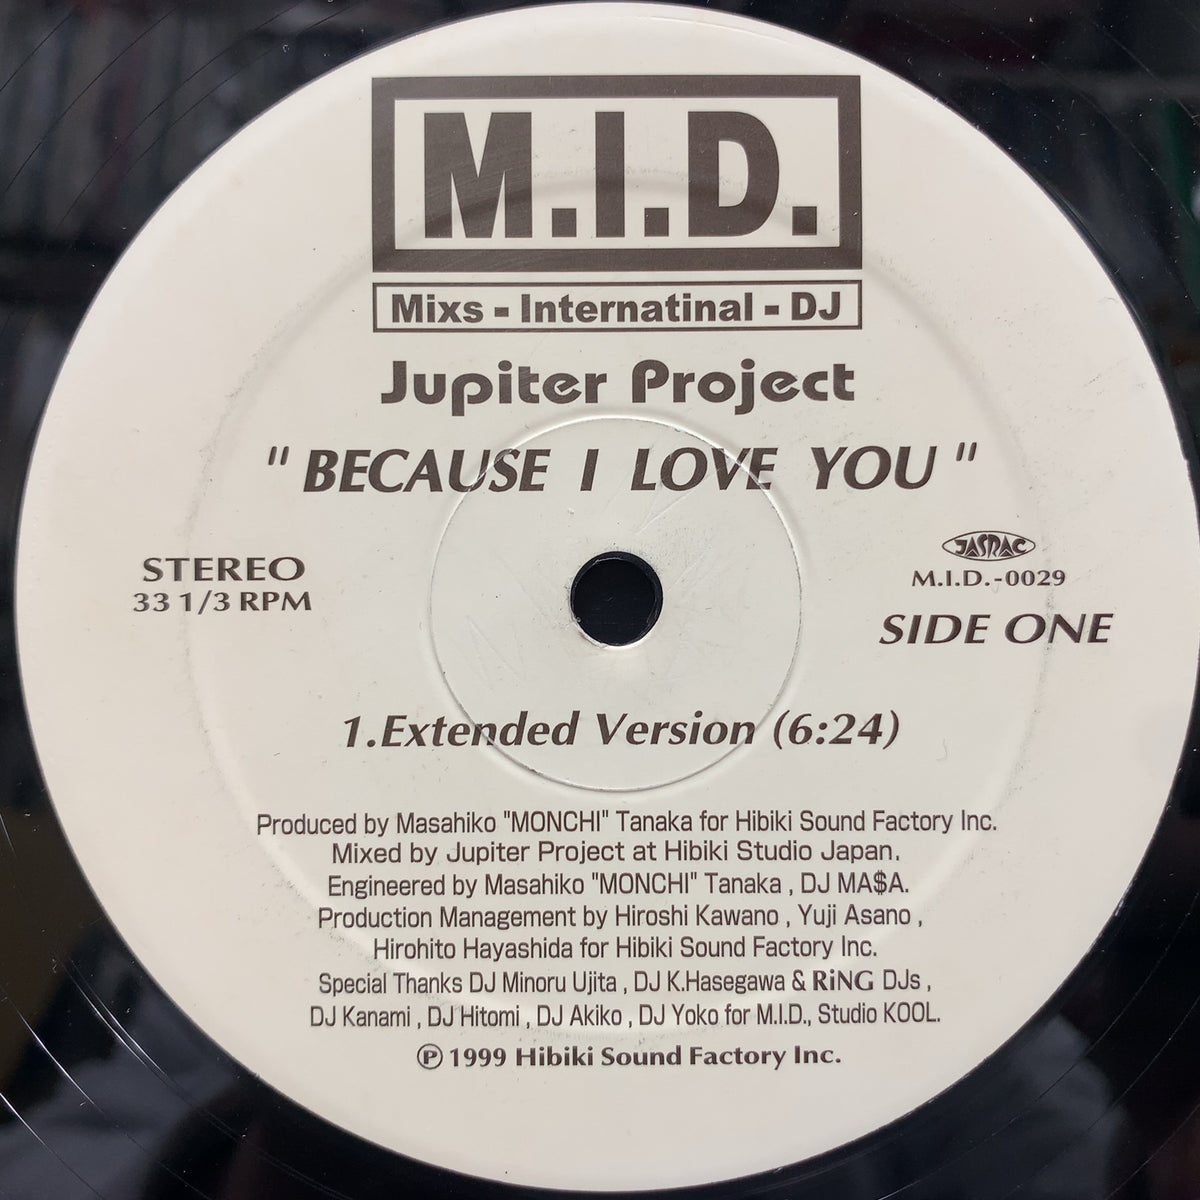 M.I.D.
Mixs - Internatinal - DJ
Jupiter Project
" BECAUSE I LOVE YOU "
STEREO
33 1/3 RPM
JASRAC
M.I.D.-0029
SIDE ONE
1.Extended Version (6:24)
Produced by Masahiko "MONCHI" Tanaka for Hibiki Sound Factory Inc.
Mixed by Jupiter Project at Hibiki Studio Japan.
Engineered by Masahiko "MONCHI" Tanaka , DJ MA$A.
Production Management by Hiroshi Kawano , Yuji Asano ,
Hirohito Hayashida for Hibiki Sound Factory Inc.
Special Thanks DJ Minoru Ujita , DJ K.Hasegawa & RiNG DJs ,
DJ Kanami , DJ Hitomi , DJ Akiko , DJ Yoko for M.I.D., Studio KOOL.
℗ 1999 Hibiki Sound Factory Inc.